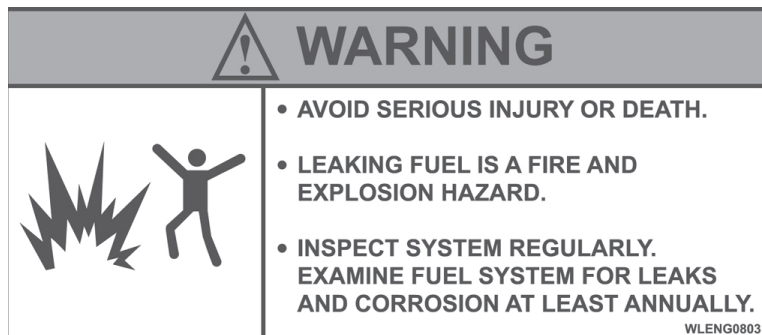 WARNING
• AVOID SERIOUS INJURY OR DEATH.
• LEAKING FUEL IS A FIRE AND
EXPLOSION HAZARD.
• INSPECT SYSTEM REGULARLY.
EXAMINE FUEL SYSTEM FOR LEAKS
AND CORROSION AT LEAST ANNUALLY.
WLENG0803